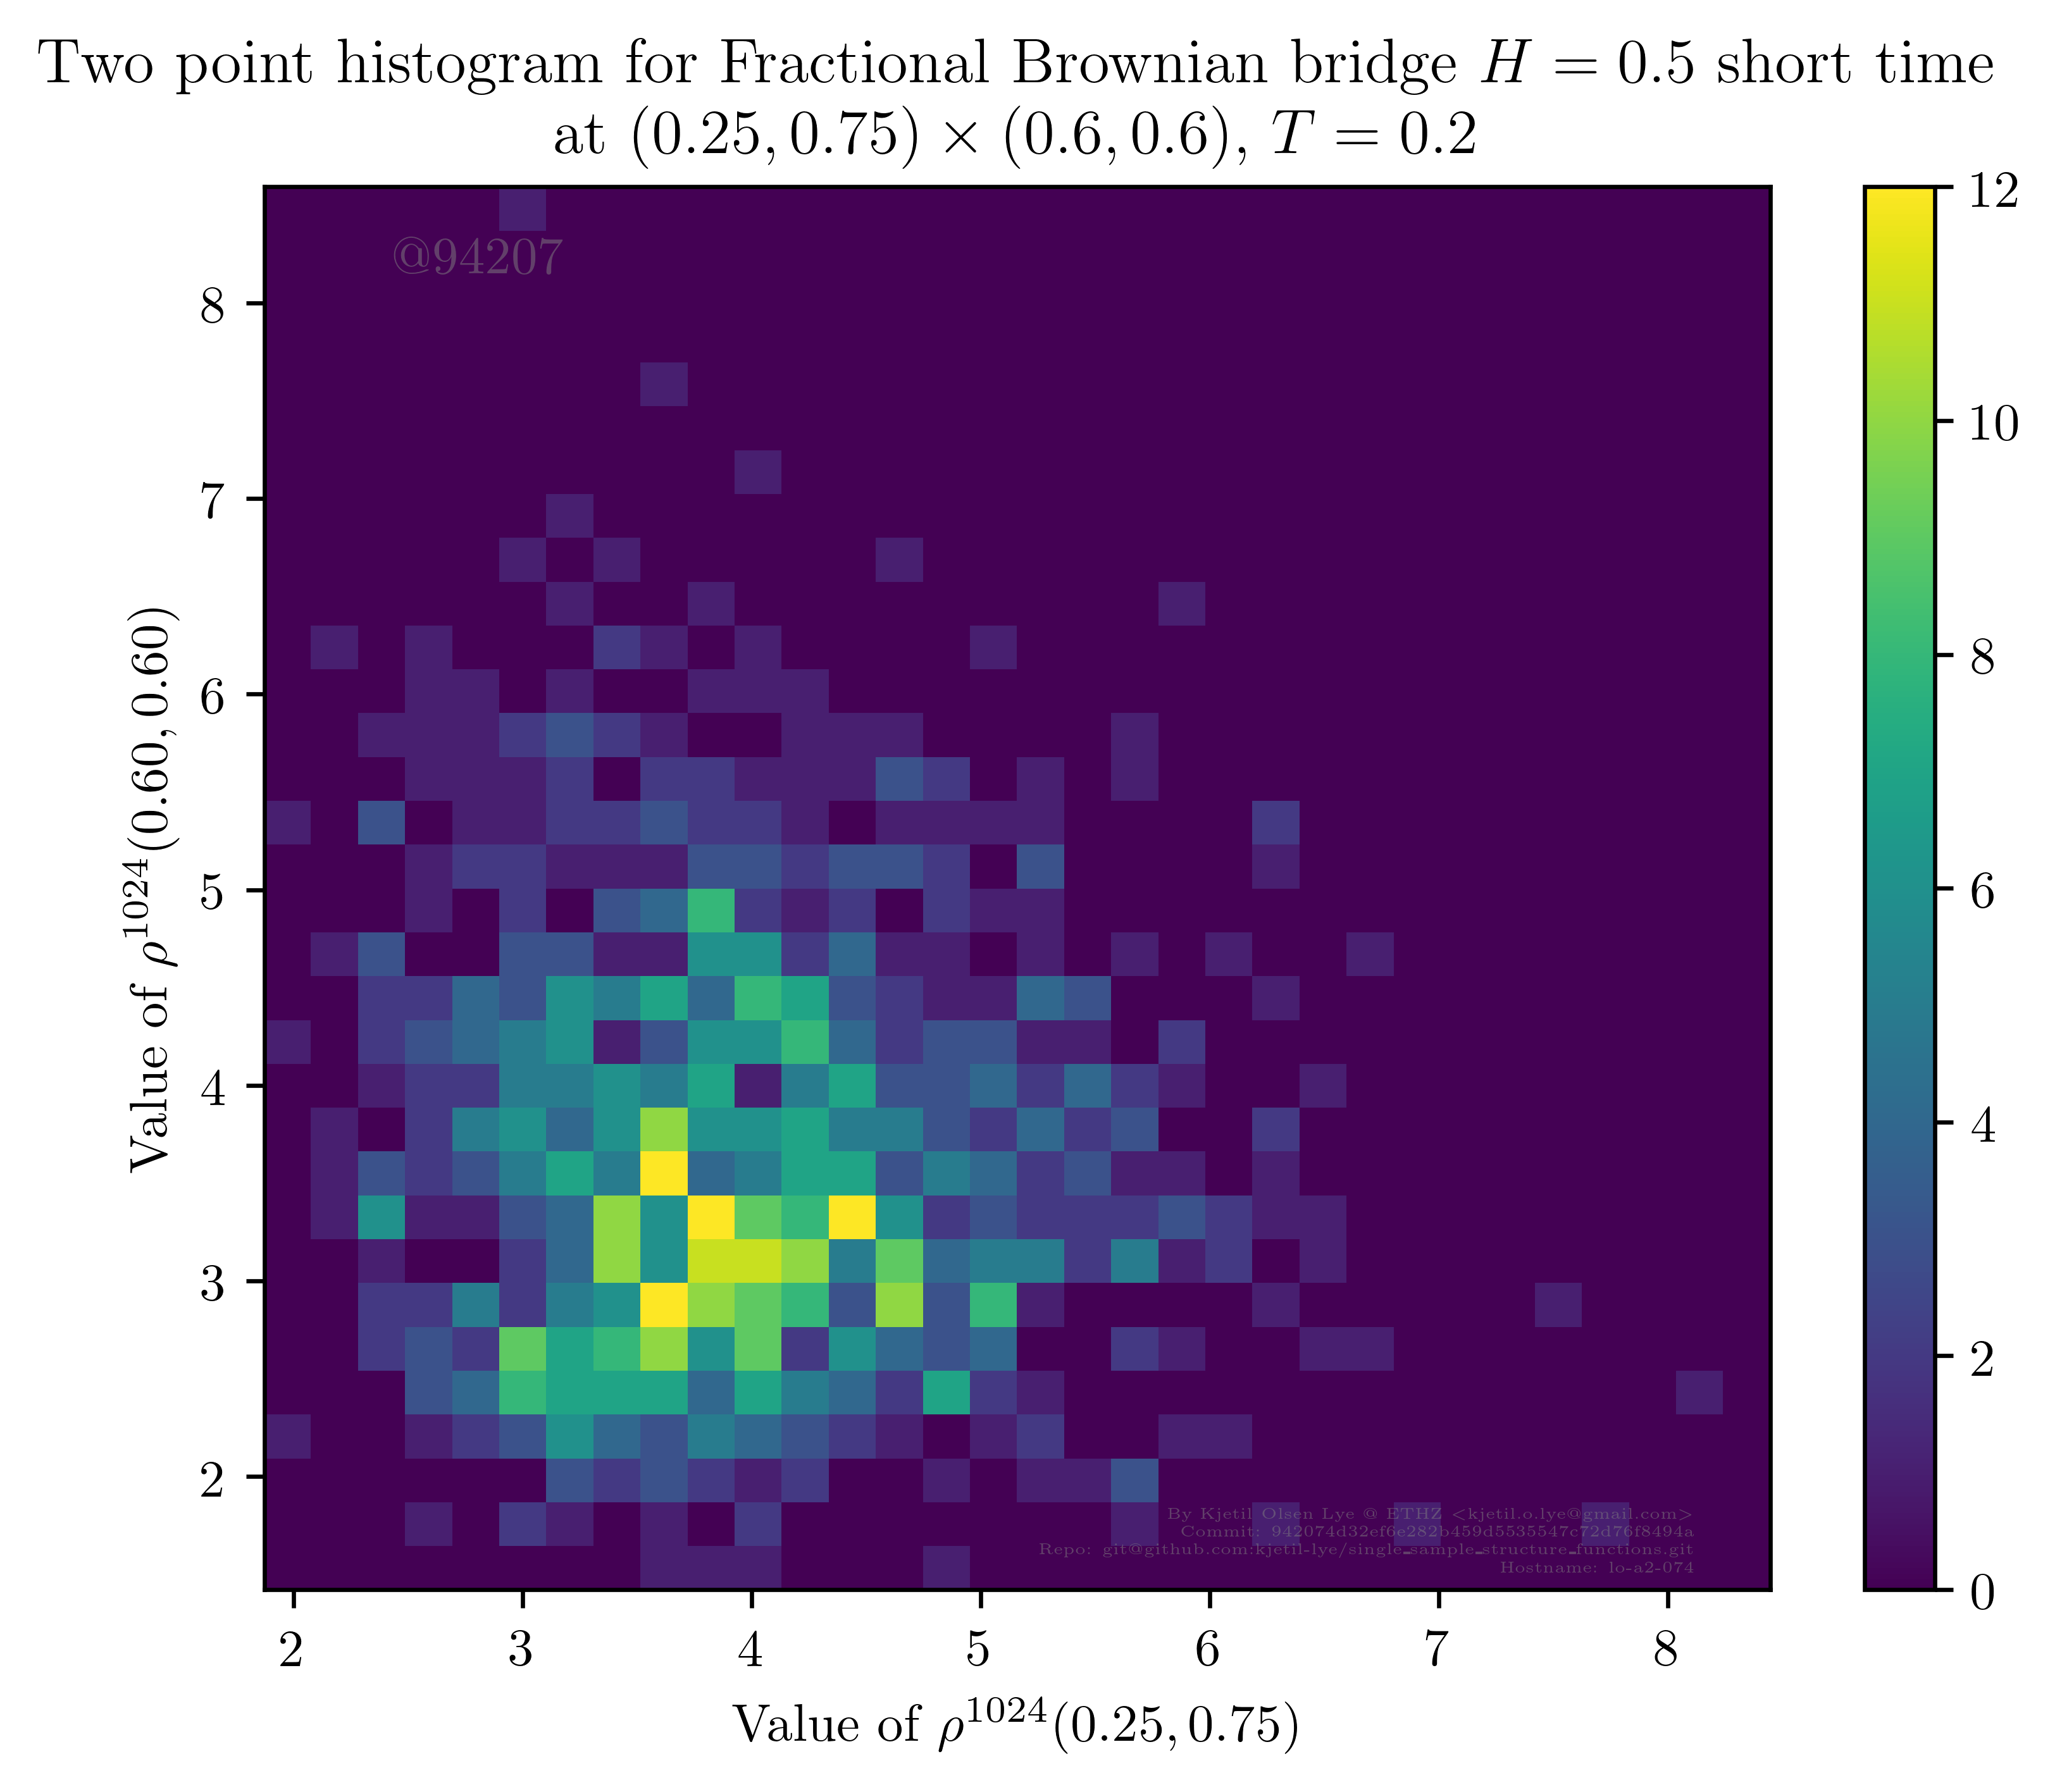 Two point histogram for Fractional Brownian bridge H = 0.5 short time
at (0.25, 0.75) × (0.6, 0.6), T = 0.2
@94207
12
10
8
6
4
2
0
8
7
6
5
4
3
2
Value of ρ^1024(0.60, 0.60)
By Kjetil Olsen Lye @ ETHZ <kjetil.o.lye@gmail.com>
Commit: 942074d32ef6e282b459d5535547c72d76f8494a
Repo: git@github.com:kjetil-lye/single_sample_structure_functions.git
Hostname: lo-a2-074
2 3 4 5 6 7 8
Value of ρ^1024(0.25, 0.75)